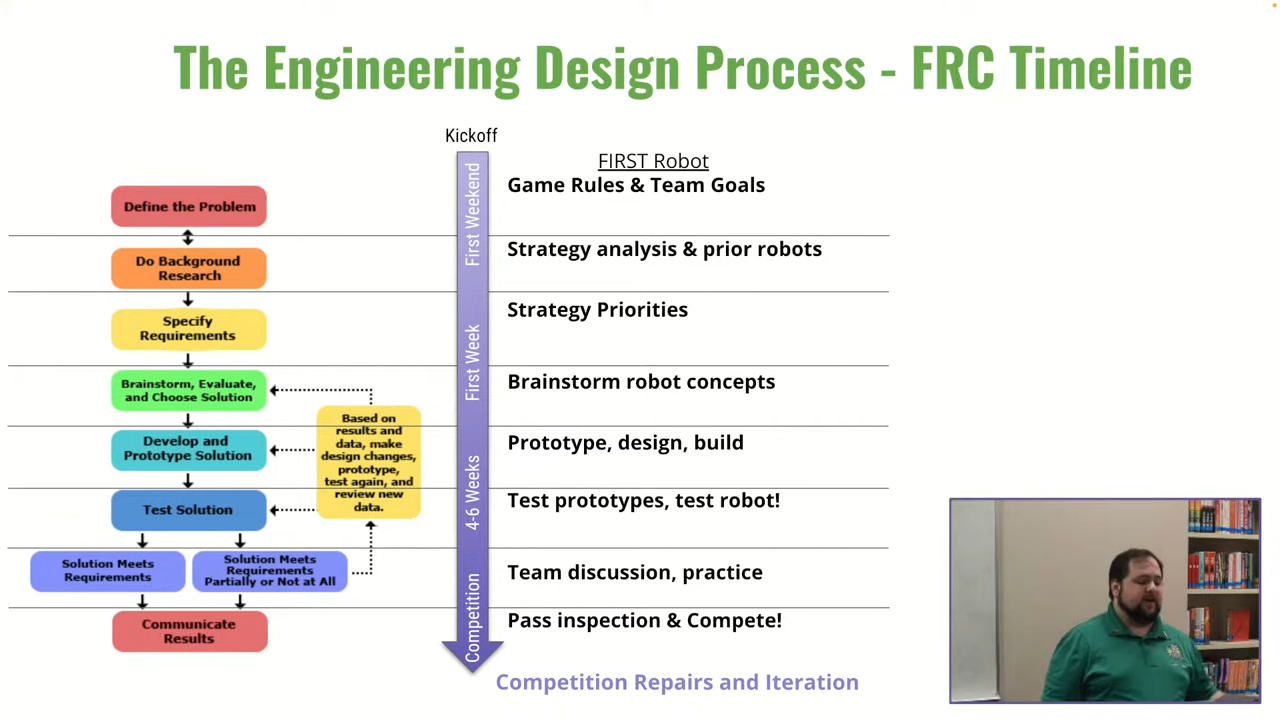 The Engineering Design Process - FRC Timeline
Kickoff
FIRST Robot
Define the Problem
First Weekend
Game Rules & Team Goals
Do Background
Research
Strategy analysis & prior robots
Specify
Requirements
First Week
Strategy Priorities
Brainstorm, Evaluate,
and Choose Solution
Brainstorm robot concepts
Develop and
Prototype Solution
Based on
results and
data, make
design changes,
prototype,
test again, and
review new
data.
4-6 Weeks
Prototype, design, build
Test Solution
Test prototypes, test robot!
Solution Meets
Requirements
Solution Meets
Requirements
Partially or Not at All
Team discussion, practice
Competition
Communicate
Results
Pass inspection & Compete!
Competition Repairs and Iteration